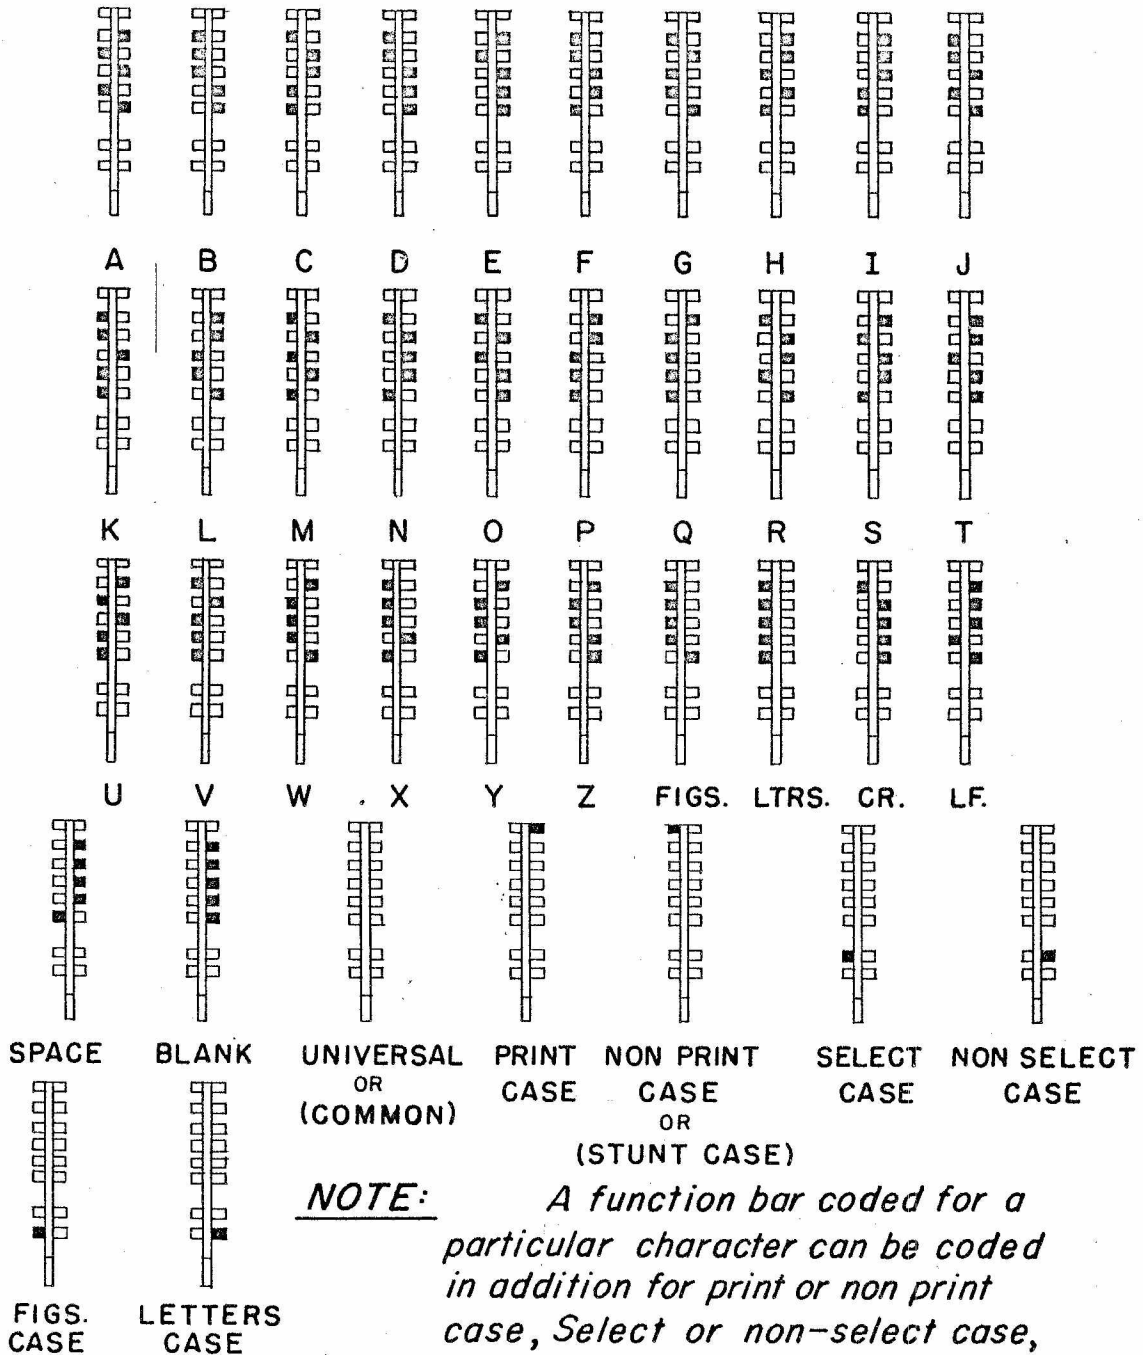 A B C D E F G H I J
K L M N O P Q R S T
U V W X Y Z FIGS. LTRS. CR. LF.
SPACE BLANK UNIVERSAL OR (COMMON) PRINT CASE NON PRINT CASE OR (STUNT CASE) SELECT CASE NON SELECT CASE
FIGS. CASE LETTERS CASE
NOTE: A function bar coded for a
particular character can be coded
in addition for print or non print
case, Select or non-select case,